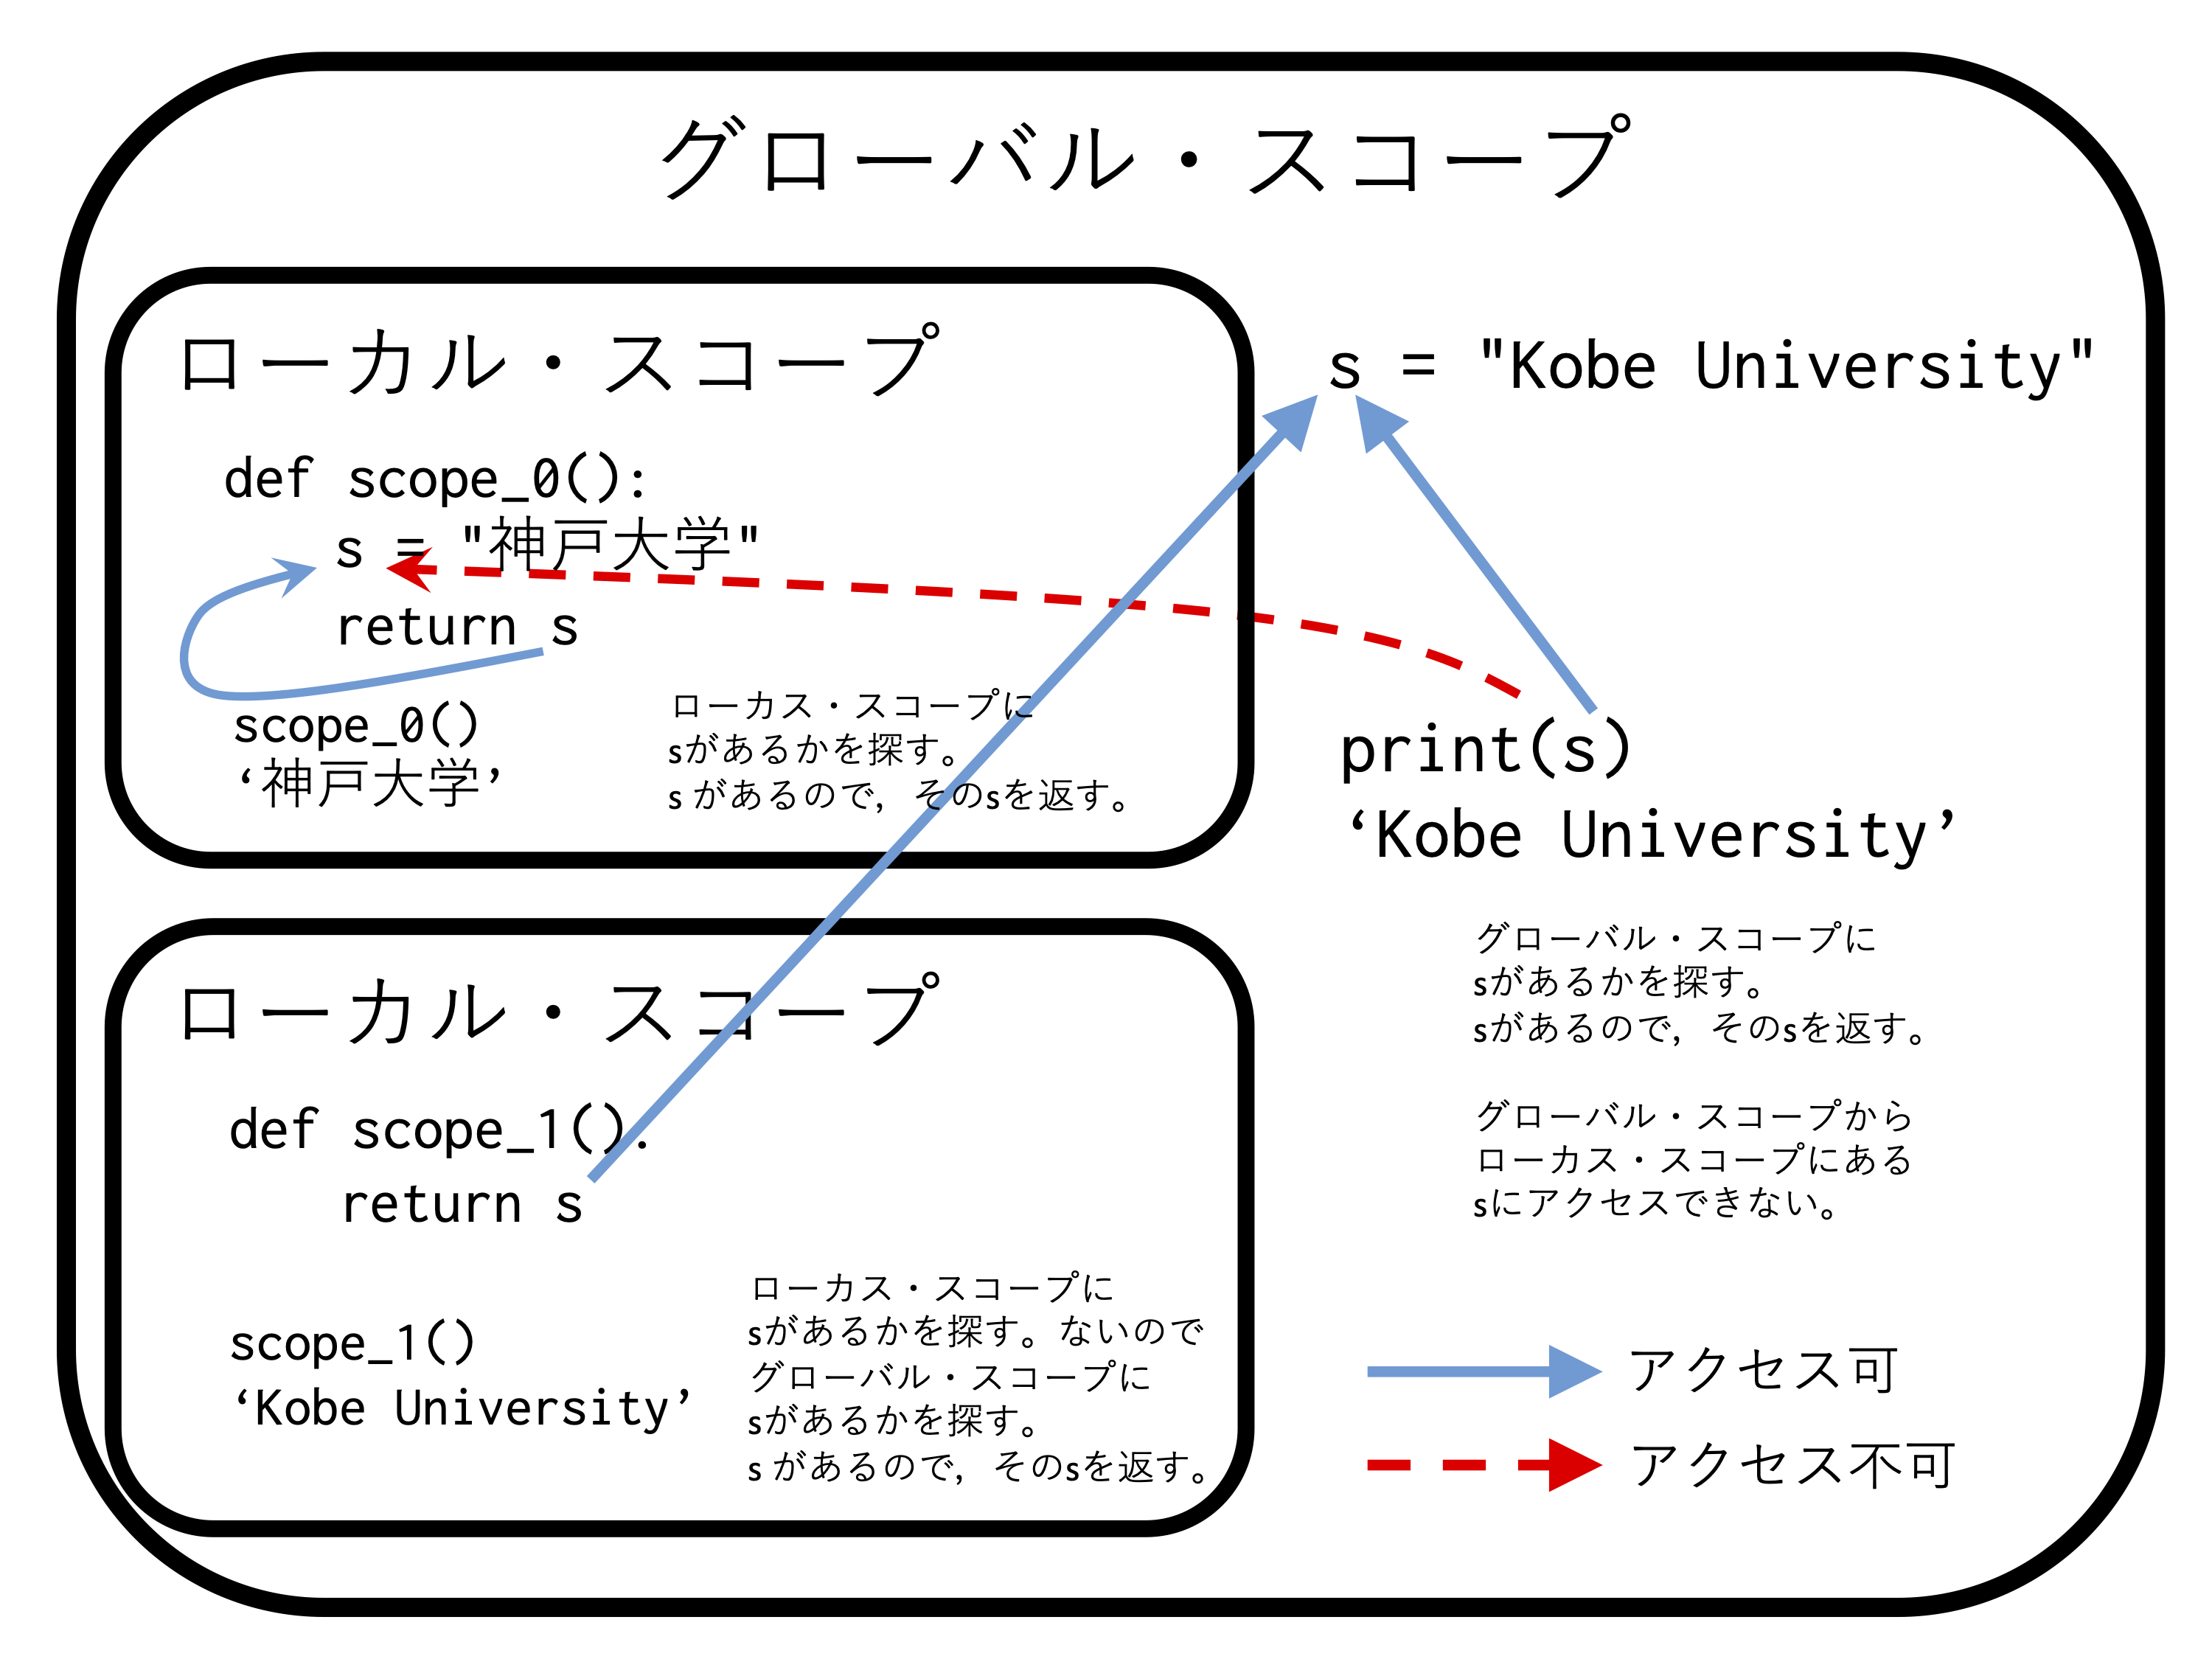 グローバル・スコープ
ローカル・スコープ
def scope_0():
s = "神戸大学"
return s
scope_0()
‘神戸大学’
ローカス・スコープに
sがあるかを探す。
sがあるので，そのsを返す。
s = "Kobe University"
print(s)
‘Kobe University’
グローバル・スコープに
sがあるかを探す。
sがあるので，そのsを返す。
グローバル・スコープから
ローカス・スコープにある
sにアクセスできない。
ローカル・スコープ
def scope_1():
return s
scope_1()
‘Kobe University’
ローカス・スコープに
sがあるかを探す。ないので
グローバル・スコープに
sがあるかを探す。
sがあるので，そのsを返す。
アクセス可
アクセス不可